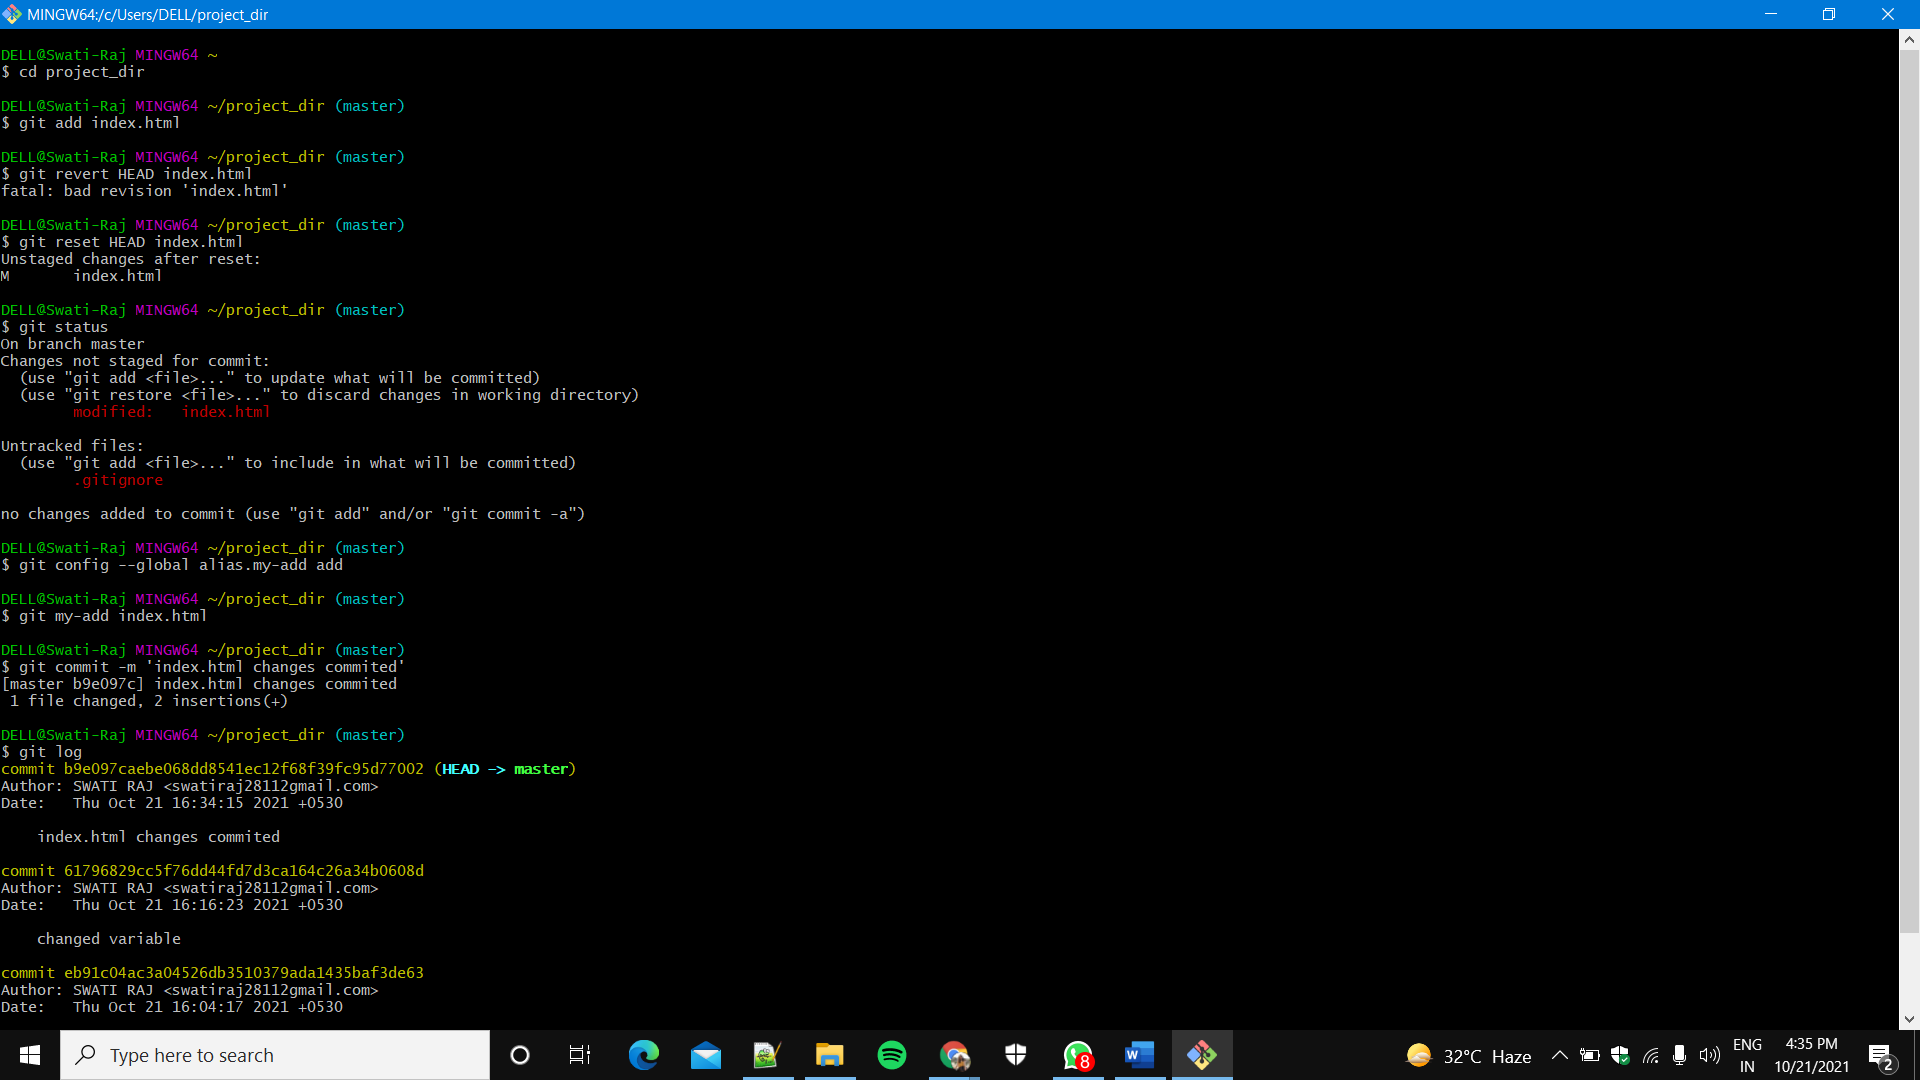 MINGW64:/c/Users/DELL/project_dir
DELL@Swati-Raj MINGW64 ~
$ cd project_dir
DELL@Swati-Raj MINGW64 ~/project_dir (master)
$ git add index.html
DELL@Swati-Raj MINGW64 ~/project_dir (master)
$ git revert HEAD index.html
fatal: bad revision 'index.html'
DELL@Swati-Raj MINGW64 ~/project_dir (master)
$ git reset HEAD index.html
Unstaged changes after reset:
M       index.html
DELL@Swati-Raj MINGW64 ~/project_dir (master)
$ git status
On branch master
Changes not staged for commit:
  (use "git add <file>..." to update what will be committed)
  (use "git restore <file>..." to discard changes in working directory)
        modified:   index.html
Untracked files:
  (use "git add <file>..." to include in what will be committed)
        .gitignore
no changes added to commit (use "git add" and/or "git commit -a")
DELL@Swati-Raj MINGW64 ~/project_dir (master)
$ git config --global alias.my-add add
DELL@Swati-Raj MINGW64 ~/project_dir (master)
$ git my-add index.html
DELL@Swati-Raj MINGW64 ~/project_dir (master)
$ git commit -m 'index.html changes commited'
[master b9e097c] index.html changes commited
 1 file changed, 2 insertions(+)
DELL@Swati-Raj MINGW64 ~/project_dir (master)
$ git log
commit b9e097caebe068dd8541ec12f68f39fc95d77002 (HEAD -> master)
Author: SWATI RAJ <swatiraj28112gmail.com>
Date:   Thu Oct 21 16:34:15 2021 +0530
    index.html changes commited
commit 61796829cc5f76dd44fd7d3ca164c26a34b0608d
Author: SWATI RAJ <swatiraj28112gmail.com>
Date:   Thu Oct 21 16:16:23 2021 +0530
    changed variable
commit eb91c04ac3a04526db3510379ada1435baf3de63
Author: SWATI RAJ <swatiraj28112gmail.com>
Date:   Thu Oct 21 16:04:17 2021 +0530
Type here to search
W
8
32°C Haze
ENG
IN
4:35 PM
10/21/2021
2